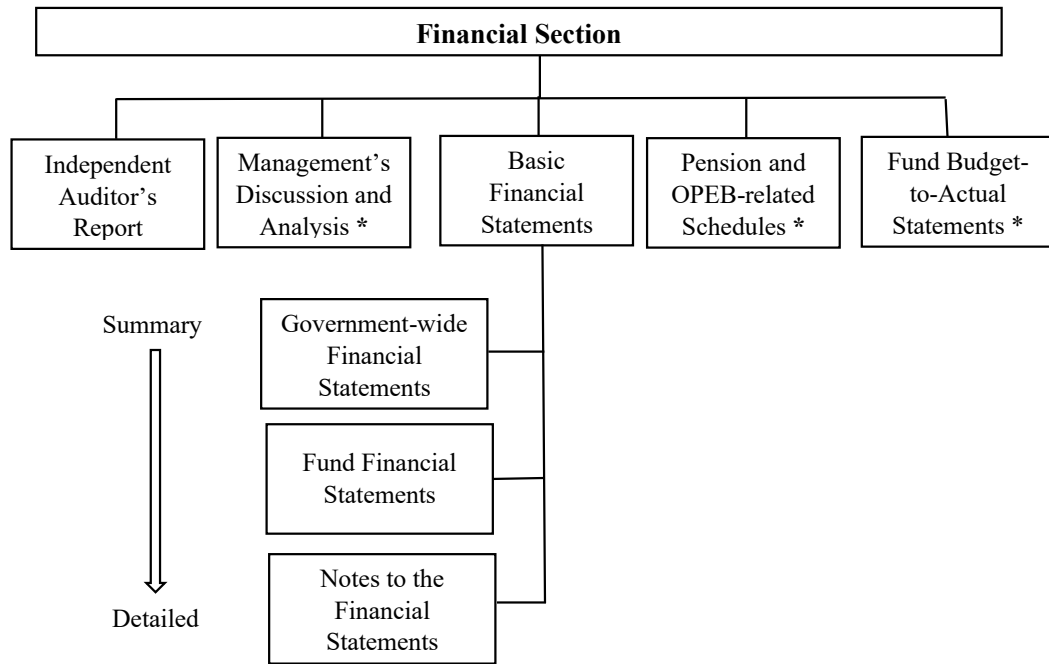 Financial Section
Independent
Auditor’s
Report
Management’s
Discussion and
Analysis *
Basic
Financial
Statements
Pension and
OPEB-related
Schedules *
Fund Budget-
to-Actual
Statements *
Summary
Government-wide
Financial
Statements
Fund Financial
Statements
Notes to the
Financial
Statements
Detailed